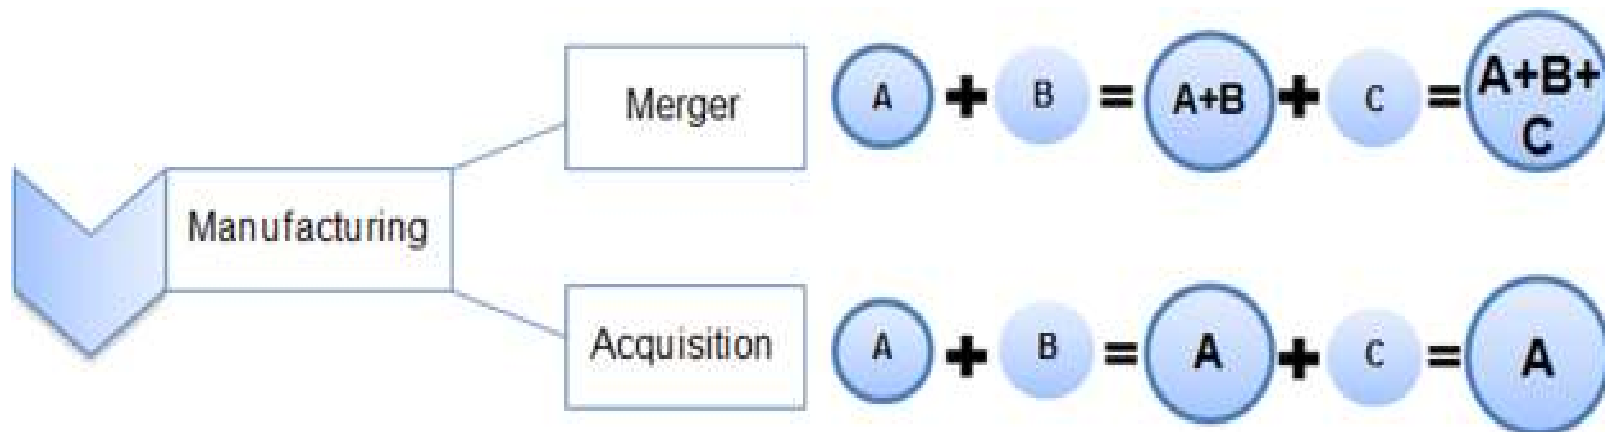 Manufacturing
Merger
A + B = A+B + C = A+B+
C
Acquisition
A + B = A + C = A